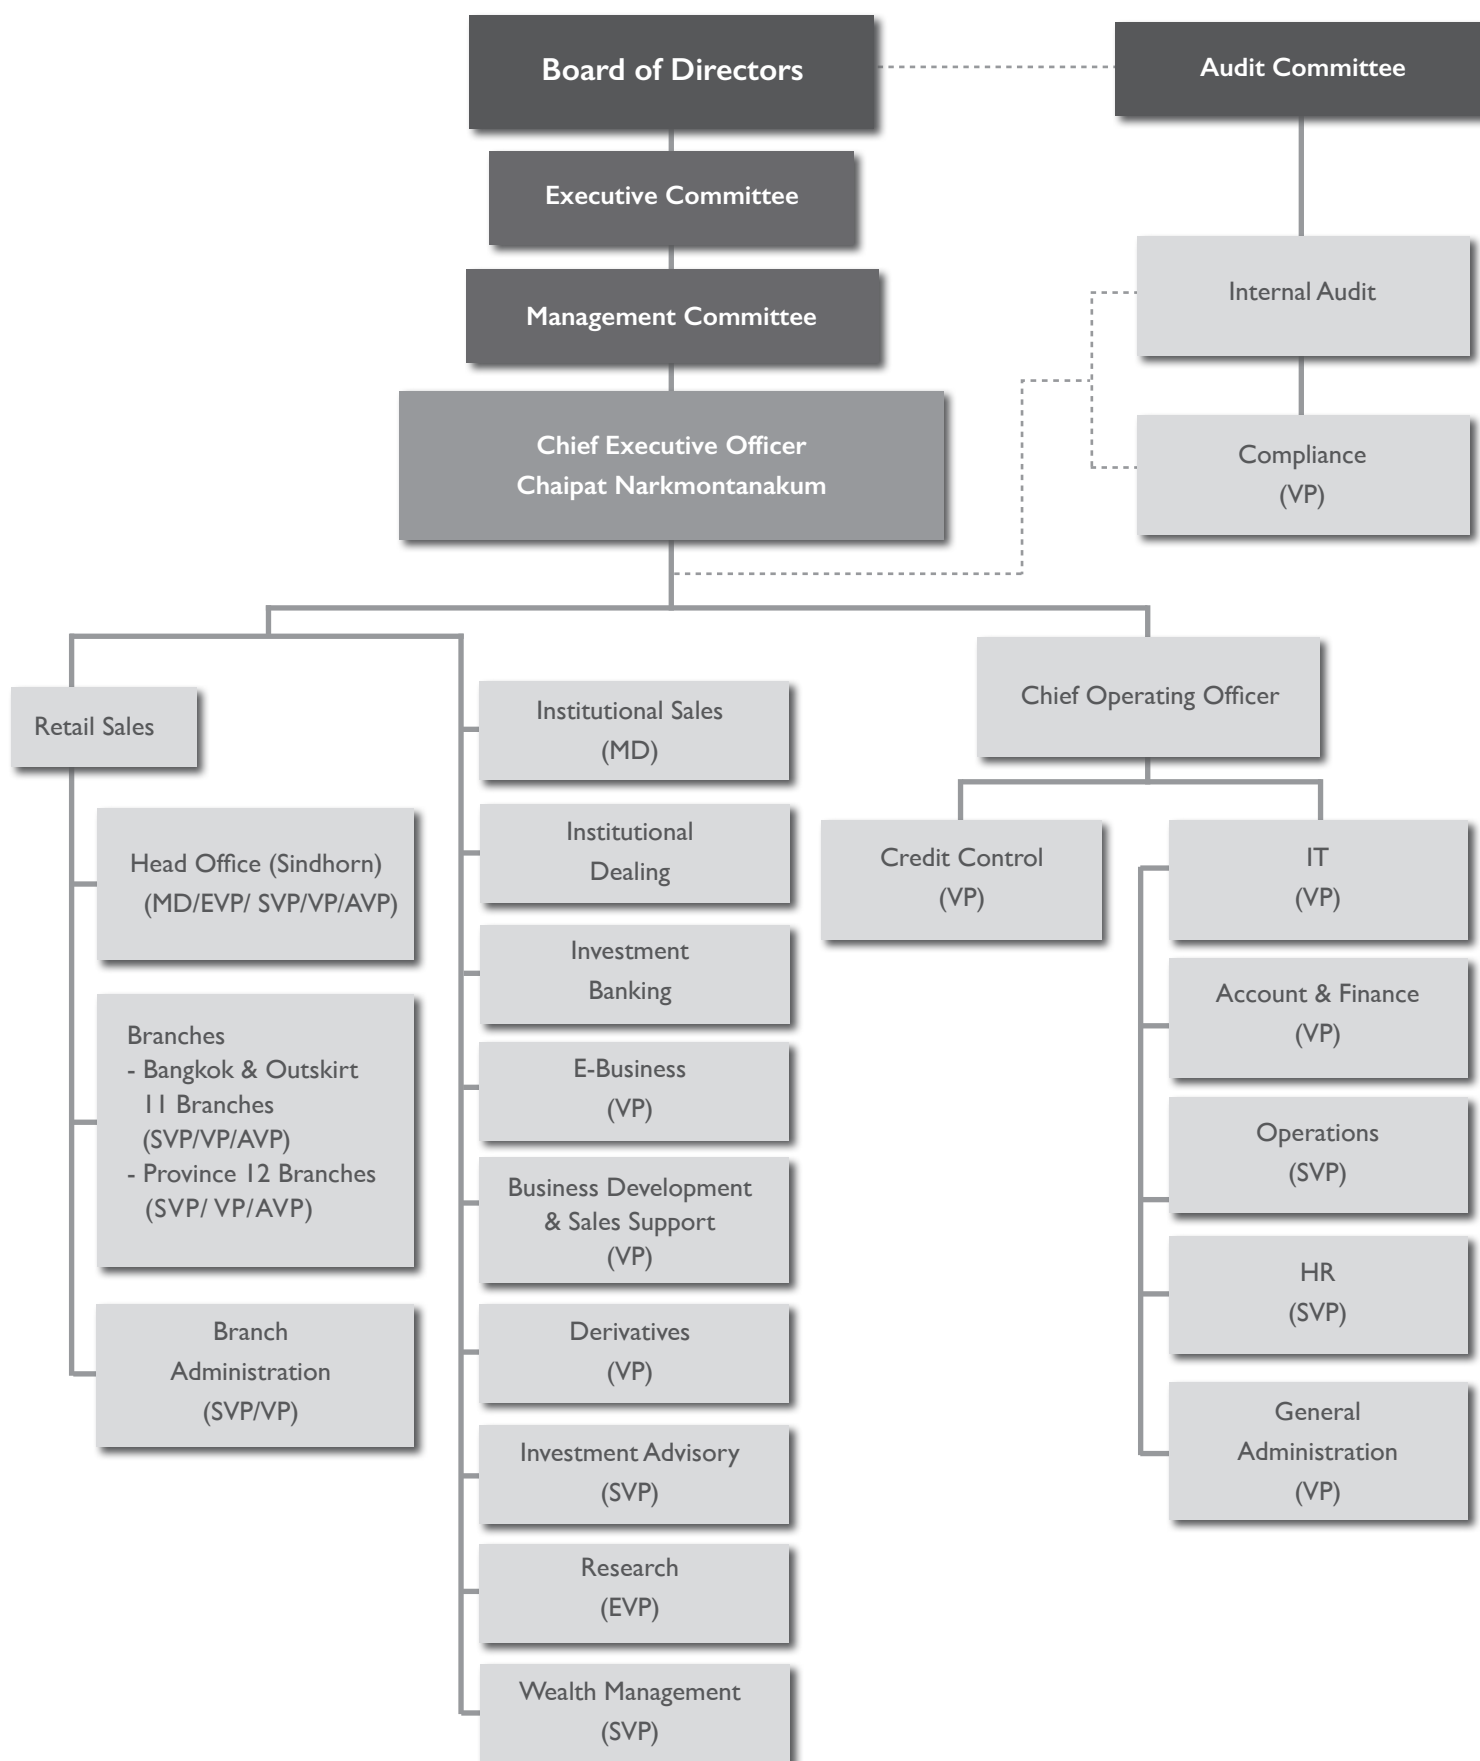 Board of Directors
Audit Committee
Executive Committee
Management Committee
Chief Executive Officer
Chaipat Narkmontanakum
Internal Audit
Compliance
(VP)
Retail Sales
Head Office (Sindhorn)
(MD/EVP/ SVP/VP/AVP)
Branches
- Bangkok & Outskirt
11 Branches
(SVP/VP/AVP)
- Province 12 Branches
(SVP/ VP/AVP)
Branch
Administration
(SVP/VP)
Institutional Sales
(MD)
Institutional
Dealing
Investment
Banking
E-Business
(VP)
Business Development
& Sales Support
(VP)
Derivatives
(VP)
Investment Advisory
(SVP)
Research
(EVP)
Wealth Management
(SVP)
Chief Operating Officer
Credit Control
(VP)
IT
(VP)
Account & Finance
(VP)
Operations
(SVP)
HR
(SVP)
General
Administration
(VP)